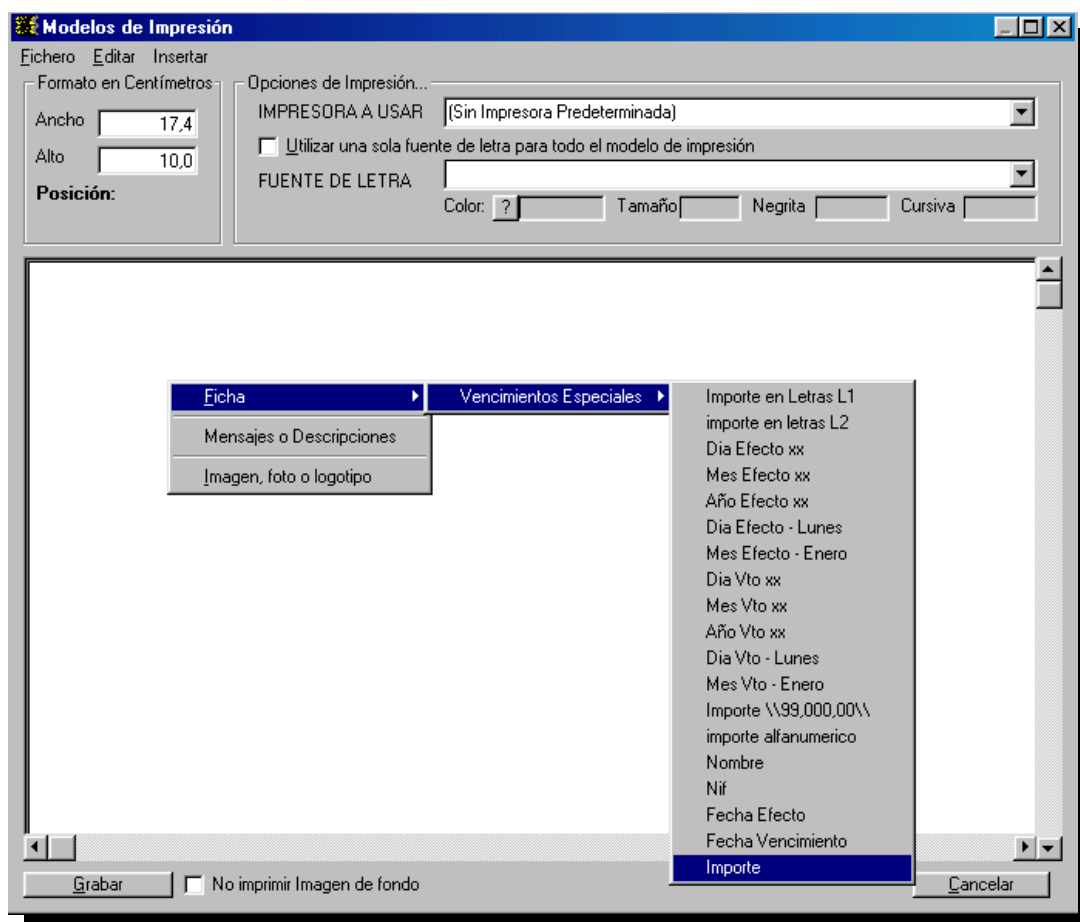 Modelos de Impresión
Fichero Editar Insertar
Formato en Centímetros
Ancho 17,4
Alto 10,0
Posición:
Opciones de Impresión...
IMPRESORA A USAR (Sin Impresora Predeterminada)
Utilizar una sola fuente de letra para todo el modelo de impresión
FUENTE DE LETRA
Color: ? Tamaño Negrita Cursiva
Ficha
Mensajes o Descripciones
Imagen, foto o logotipo
Vencimientos Especiales
Importe en Letras L1
importe en letras L2
Dia Efecto xx
Mes Efecto xx
Año Efecto xx
Dia Efecto - Lunes
Mes Efecto - Enero
Dia Vto xx
Mes Vto xx
Año Vto xx
Dia Vto - Lunes
Mes Vto - Enero
Importe \\99,000,00\\
importe alfanumerico
Nombre
Nif
Fecha Efecto
Fecha Vencimiento
Importe
Grabar No imprimir Imagen de fondo Cancelar